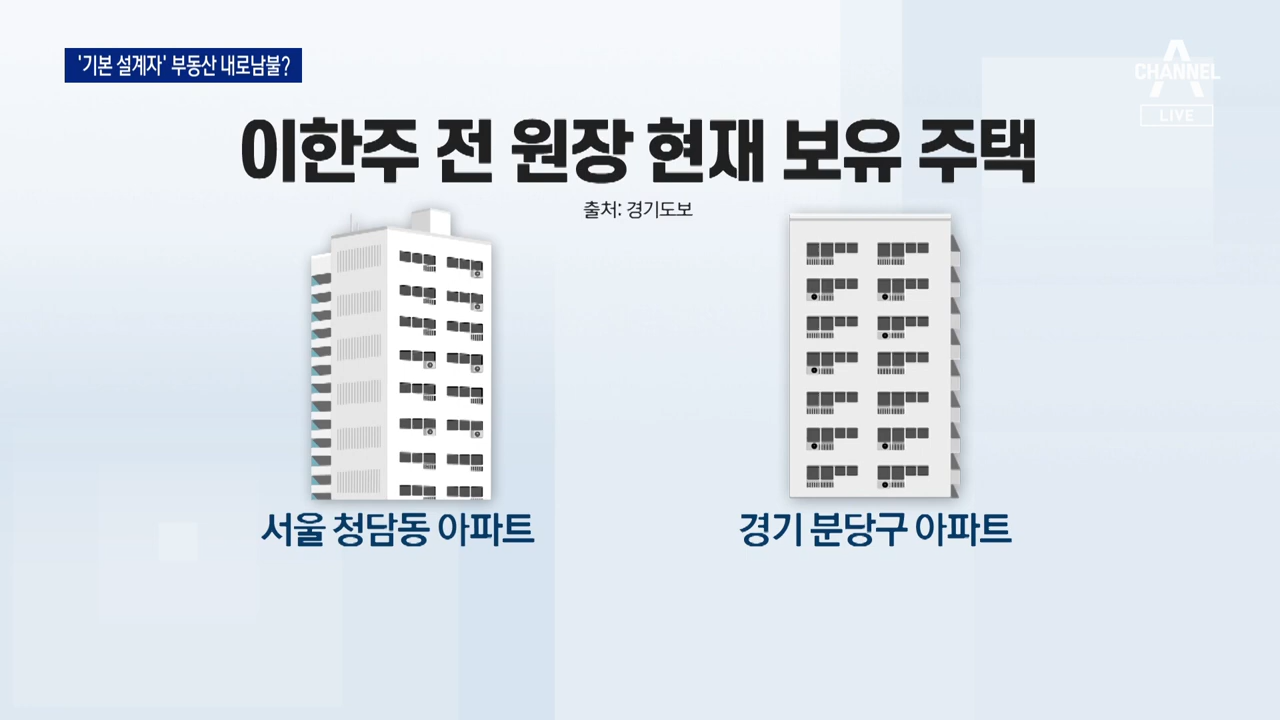 '기본 설계자' 부동산 내로남불?
CHANNEL
LIVE
이한주 전 원장 현재 보유 주택
출처: 경기도보
서울 청담동 아파트
경기 분당구 아파트